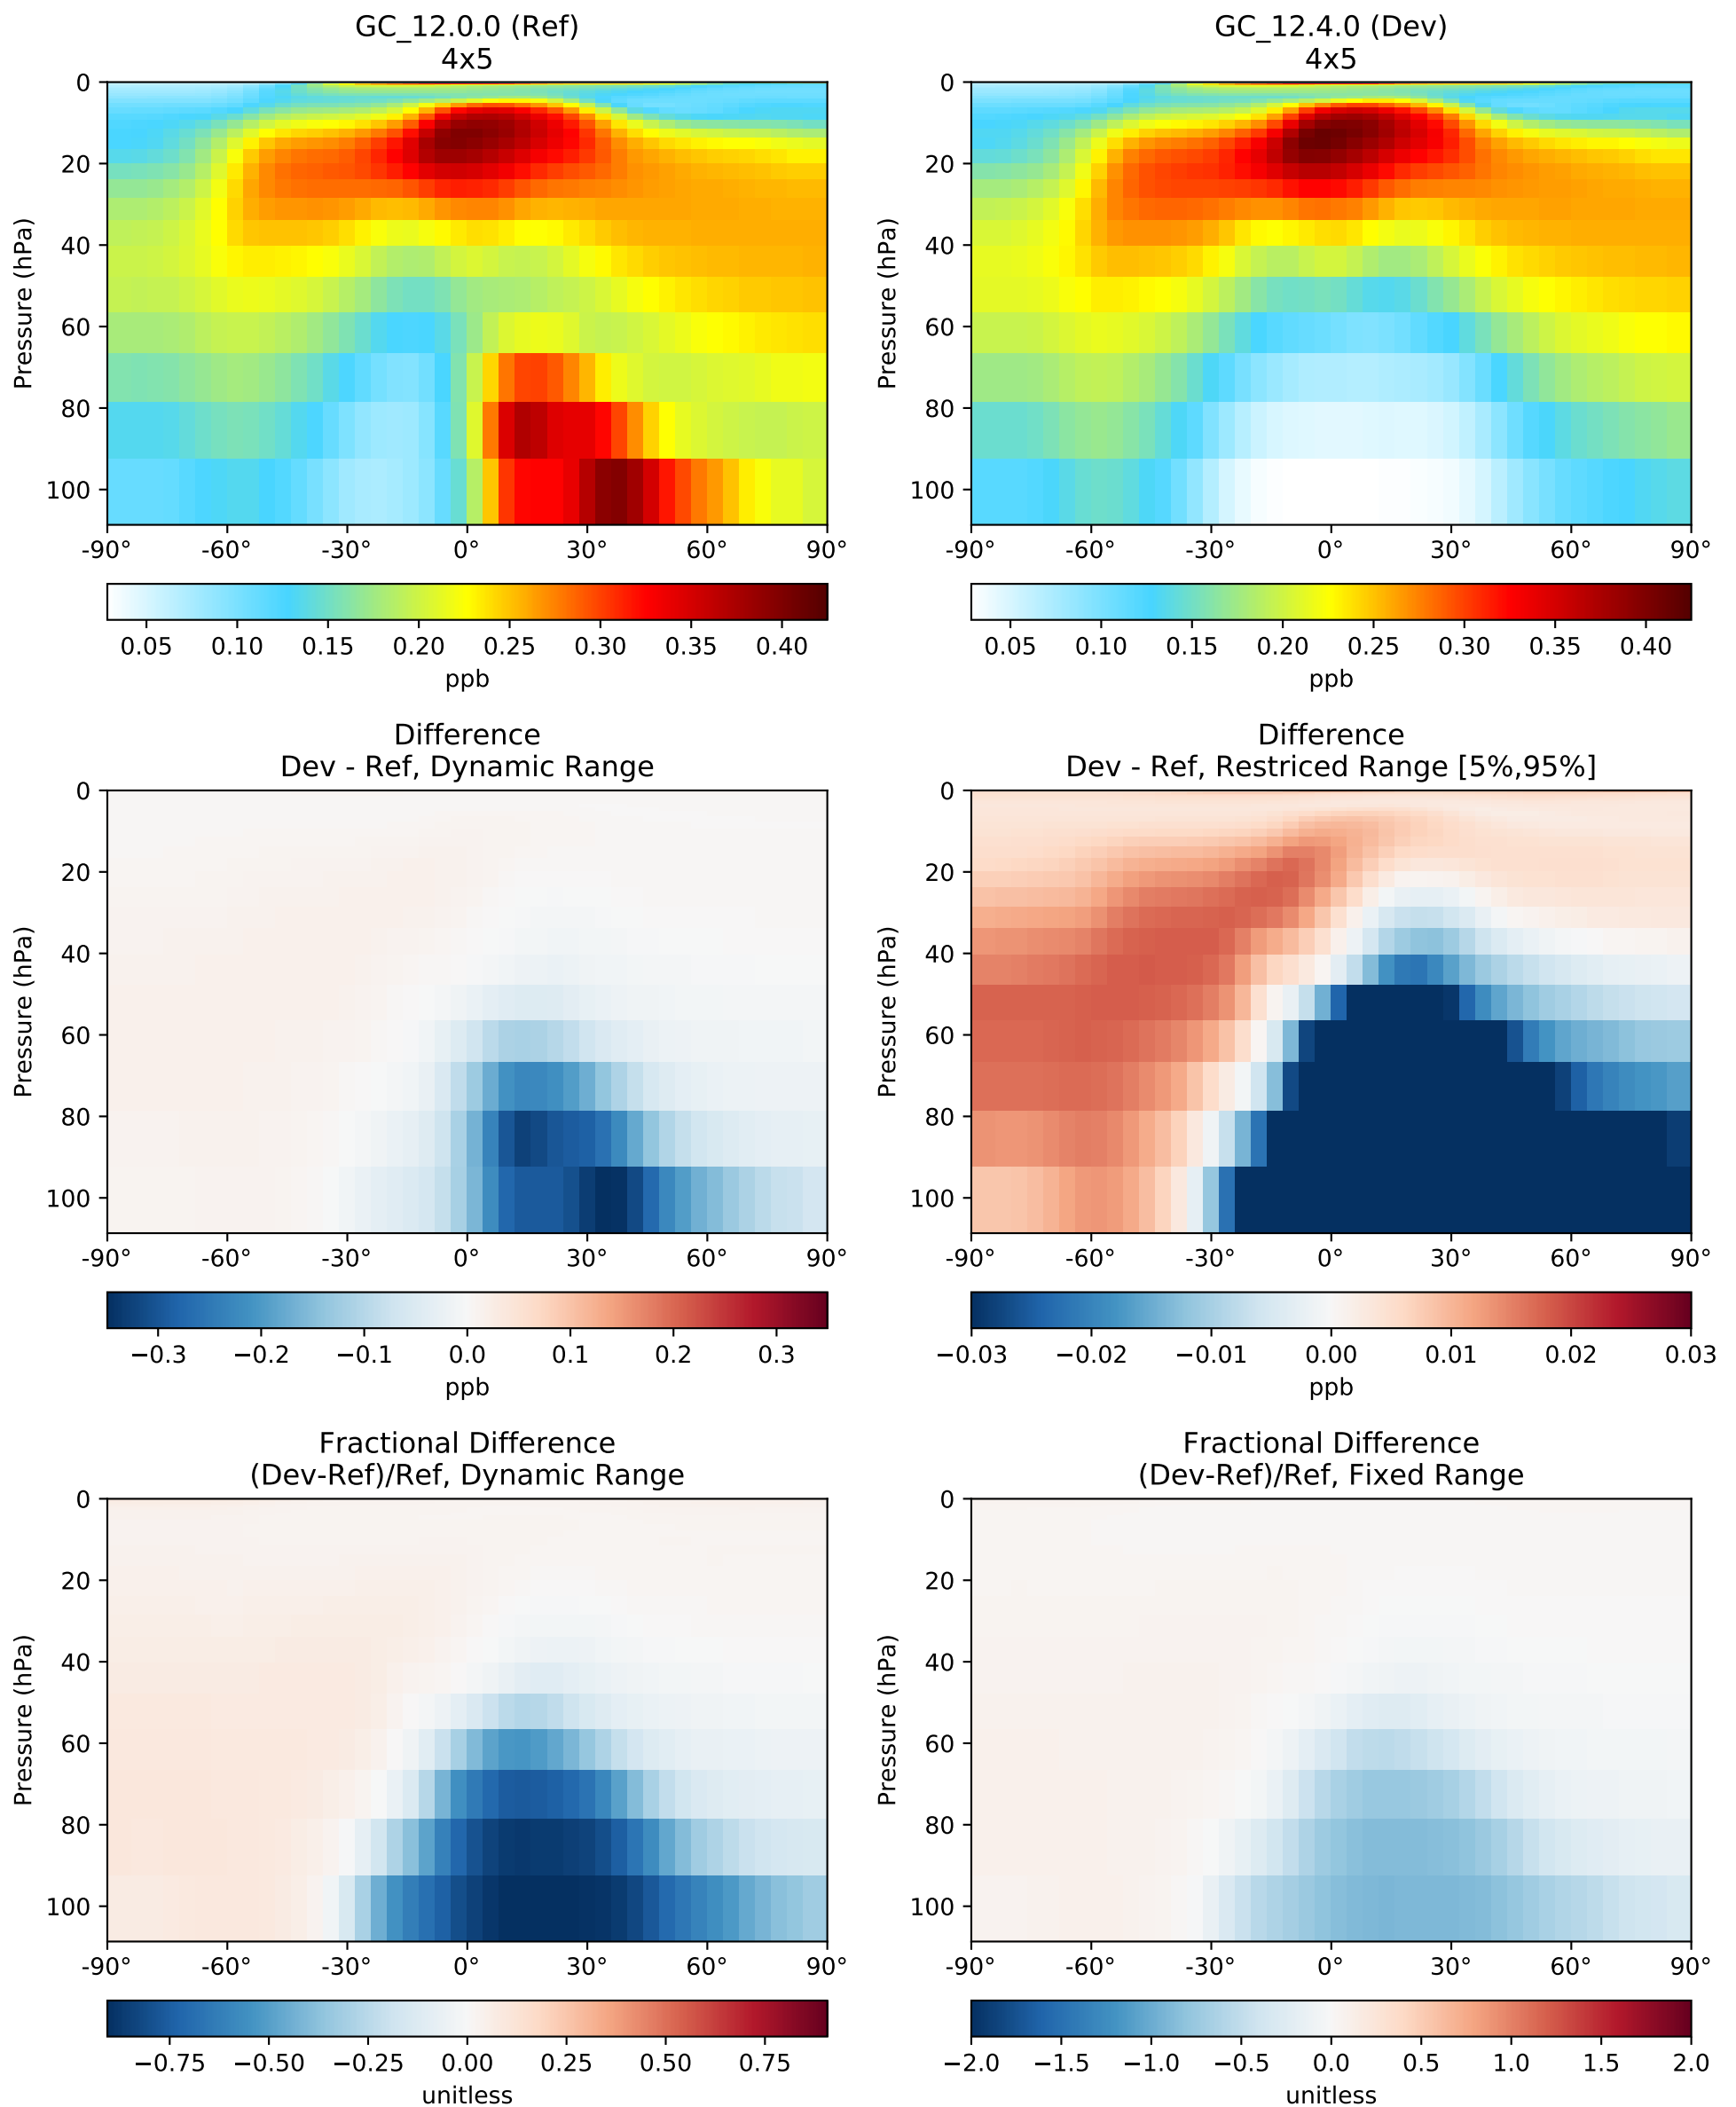 GC_12.0.0 (Ref)
4x5
GC_12.4.0 (Dev)
4x5
Pressure (hPa)
0
20
40
60
80
100
-90° -60° -30° 0° 30° 60° 90°
0.05 0.10 0.15 0.20 0.25 0.30 0.35 0.40
ppb
Pressure (hPa)
0
20
40
60
80
100
-90° -60° -30° 0° 30° 60° 90°
0.05 0.10 0.15 0.20 0.25 0.30 0.35 0.40
ppb
Difference
Dev - Ref, Dynamic Range
Pressure (hPa)
0
20
40
60
80
100
-90° -60° -30° 0° 30° 60° 90°
−0.3 −0.2 −0.1 0.0 0.1 0.2 0.3
ppb
Difference
Dev - Ref, Restriced Range [5%,95%]
Pressure (hPa)
0
20
40
60
80
100
-90° -60° -30° 0° 30° 60° 90°
−0.03 −0.02 −0.01 0.00 0.01 0.02 0.03
ppb
Fractional Difference
(Dev-Ref)/Ref, Dynamic Range
Pressure (hPa)
0
20
40
60
80
100
-90° -60° -30° 0° 30° 60° 90°
−0.75 −0.50 −0.25 0.00 0.25 0.50 0.75
unitless
Fractional Difference
(Dev-Ref)/Ref, Fixed Range
Pressure (hPa)
0
20
40
60
80
100
-90° -60° -30° 0° 30° 60° 90°
−2.0 −1.5 −1.0 −0.5 0.0 0.5 1.0 1.5 2.0
unitless